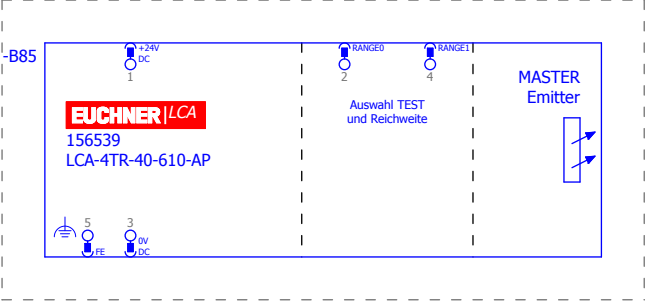 -B85
+24V
DC
1
RANGE0
2
RANGE1
4
MASTER
Emitter
EUCHNER LCA
156539
LCA-4TR-40-610-AP
Auswahl TEST
und Reichweite
5
FE
3
0V
DC